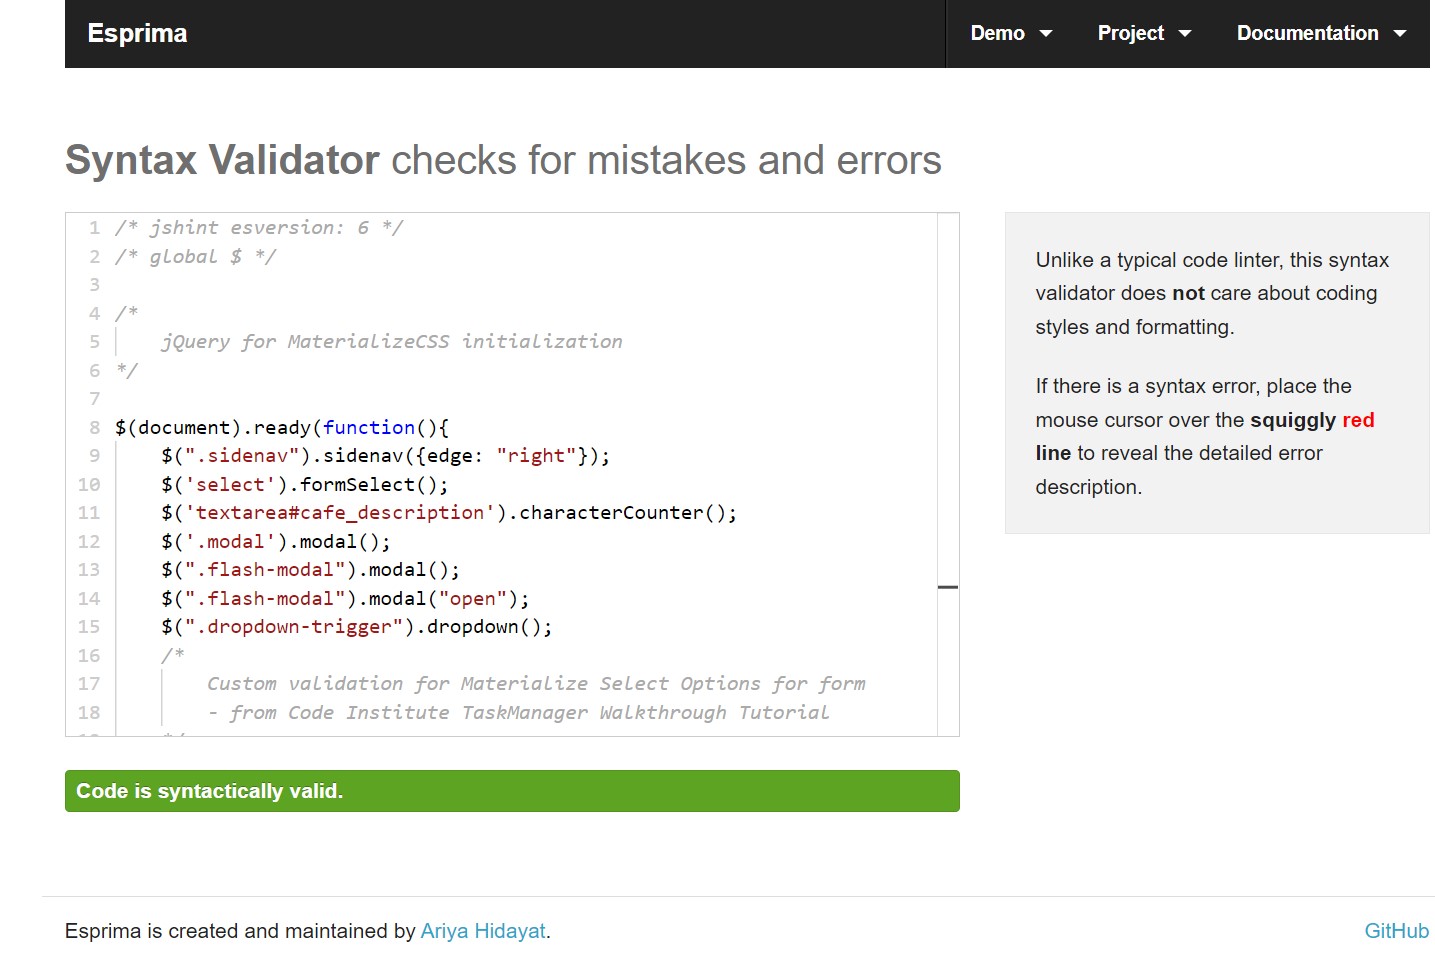 Esprima Demo Project Documentation
Syntax Validator checks for mistakes and errors
1 /* jshint esversion: 6 */
2 /* global $ */
3
4 /*
5     jQuery for MaterializeCSS initialization
6 */
7
8 $(document).ready(function(){
9     $(".sidenav").sidenav({edge: "right"});
10     $('select').formSelect();
11     $('textarea#cafe_description').characterCounter();
12     $('.modal').modal();
13     $(".flash-modal").modal();
14     $(".flash-modal").modal("open");
15     $(".dropdown-trigger").dropdown();
16     /*
17         Custom validation for Materialize Select Options for form
18         - from Code Institute TaskManager Walkthrough Tutorial
Code is syntactically valid.
Unlike a typical code linter, this syntax
validator does not care about coding
styles and formatting.
If there is a syntax error, place the
mouse cursor over the squiggly red
line to reveal the detailed error
description.
Esprima is created and maintained by Ariya Hidayat.
GitHub